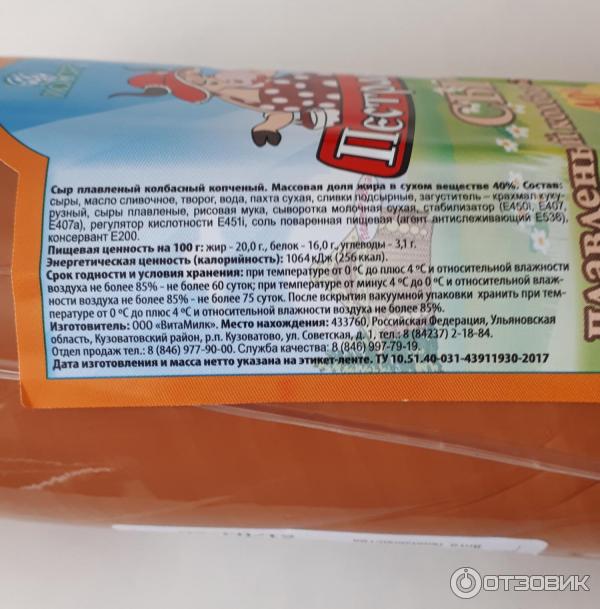 Пестр
Сы
ПЛАВЛЕНЫ
Сыр плавленый колбасный копченый. Массовая доля жира в сухом веществе 40%. Состав:
сыры, масло сливочное, творог, вода, пахта сухая, сливки подсырные, загуститель – крахмал куку-
рузный, сыры плавленые, рисовая мука, сыворотка молочная сухая, стабилизатор (Е450i, Е407,
Е407а), регулятор кислотности Е451i, соль поваренная пищевая (агент антислеживающий Е536),
консервант Е200.
Пищевая ценность на 100 г: жир - 20,0 г, белок - 16,0 г, углеводы – 3,1 г.
Энергетическая ценность (калорийность): 1064 кДж (256 ккал).
Срок годности и условия хранения: при температуре от 0 °С до плюс 4 °С и относительной влажности
воздуха не более 85% - не более 60 суток; при температуре от минус 4 °С до 0 °С и относительной влаж-
ности воздуха не более 85% - не более 75 суток. После вскрытия вакуумной упаковки хранить при тем-
пературе от 0 °С до плюс 4 °С и относительной влажности воздуха не более 85%.
Изготовитель: ООО «ВитаМилк». Место нахождения: 433760, Российская Федерация, Ульяновская
область, Кузоватовский район, р.п. Кузоватово, ул. Советская, д. 1, тел.: 8 (84237) 2-18-84.
Отдел продаж тел.: 8 (846) 977-90-00. Служба качества: 8 (846) 997-79-19.
Дата изготовления и масса нетто указана на этикет-ленте. ТУ 10.51.40-031-43911930-2017
ОТЗОВИК